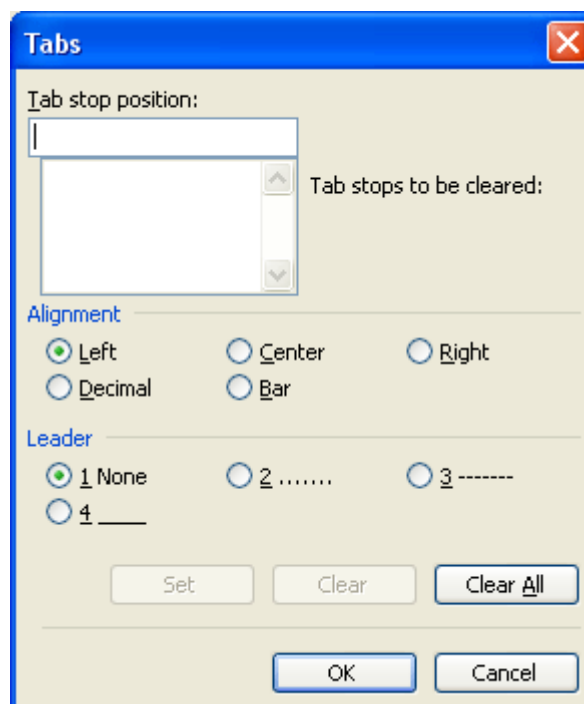 Tabs
Tab stop position:
Tab stops to be cleared:
Alignment
Left Center Right
Decimal Bar
Leader
1 None 2 ....... 3 -------
4 ____
Set Clear Clear All
OK Cancel